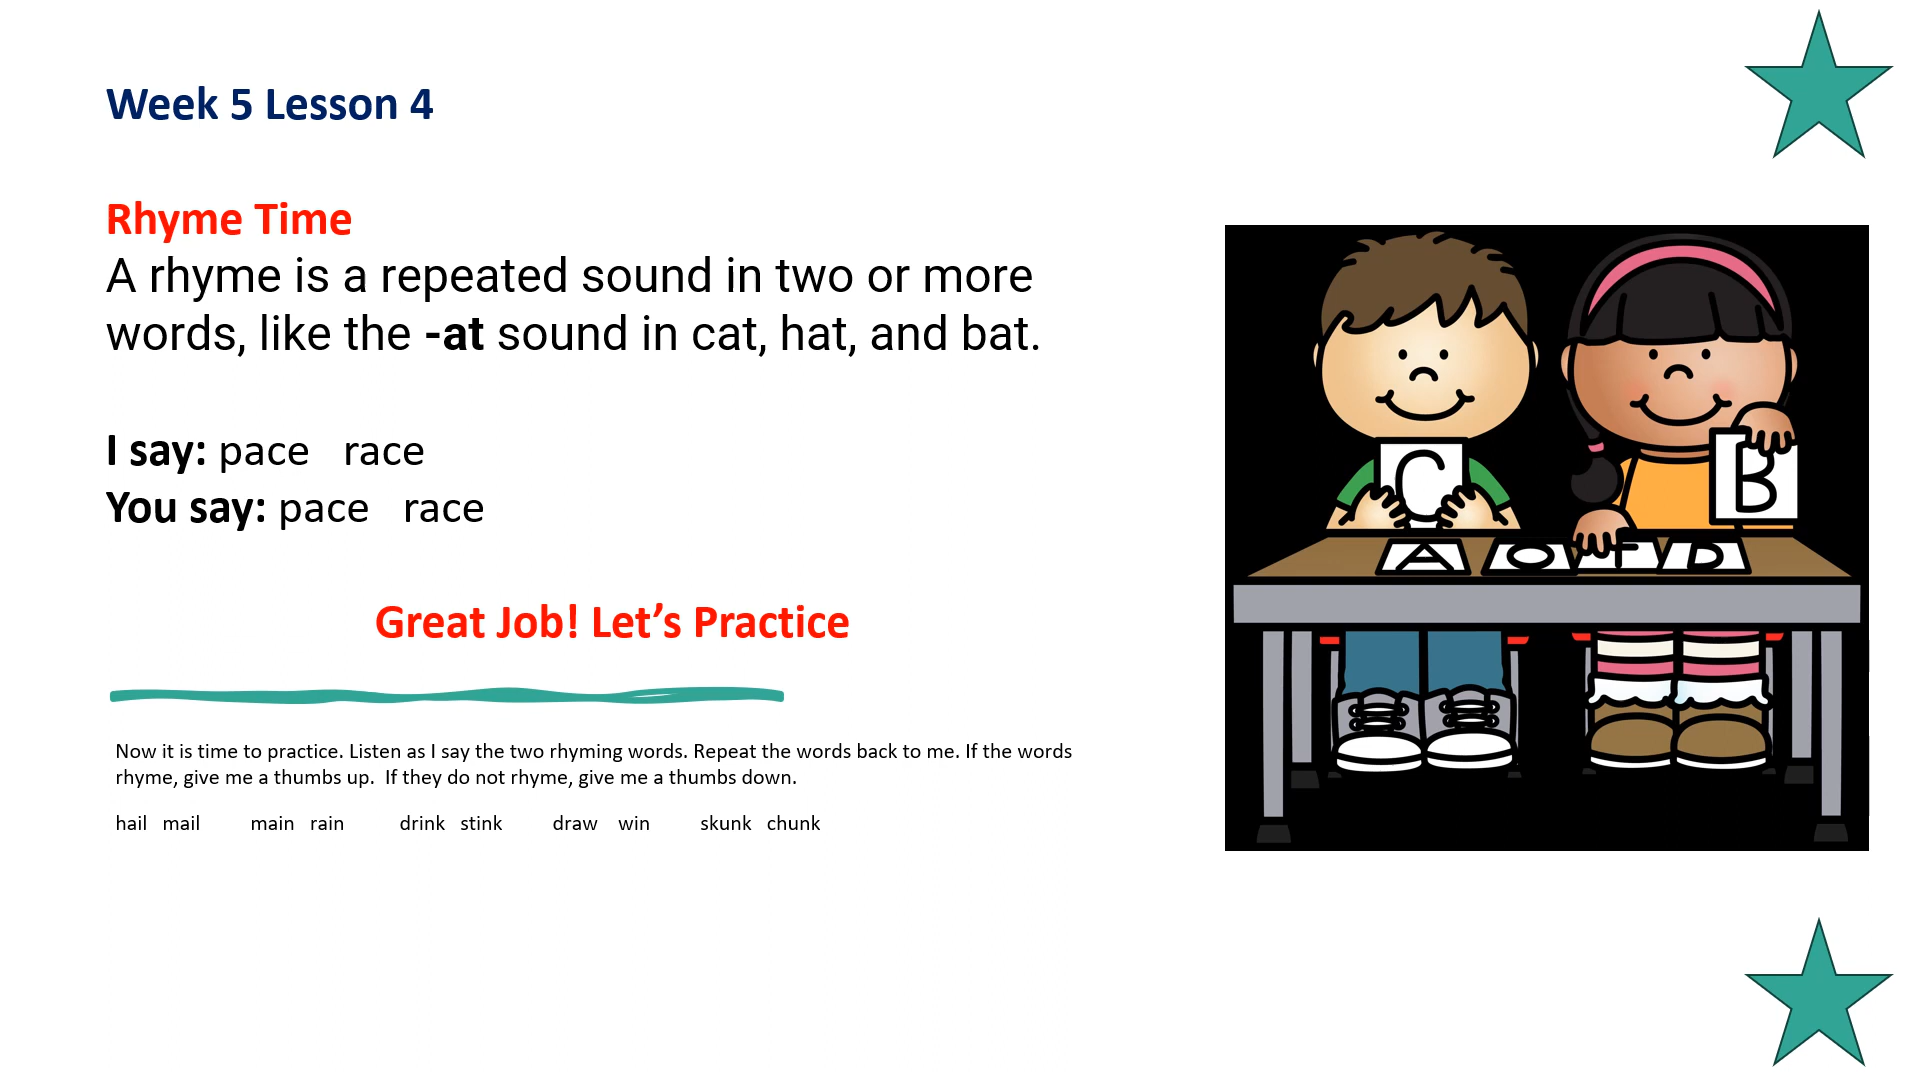 Week 5 Lesson 4
Rhyme Time
A rhyme is a repeated sound in two or more
words, like the -at sound in cat, hat, and bat.
I say: pace race
You say: pace race
Great Job! Let’s Practice
Now it is time to practice. Listen as I say the two rhyming words. Repeat the words back to me. If the words
rhyme, give me a thumbs up. If they do not rhyme, give me a thumbs down.
hail mail main rain drink stink draw win skunk chunk
C B
A O F D